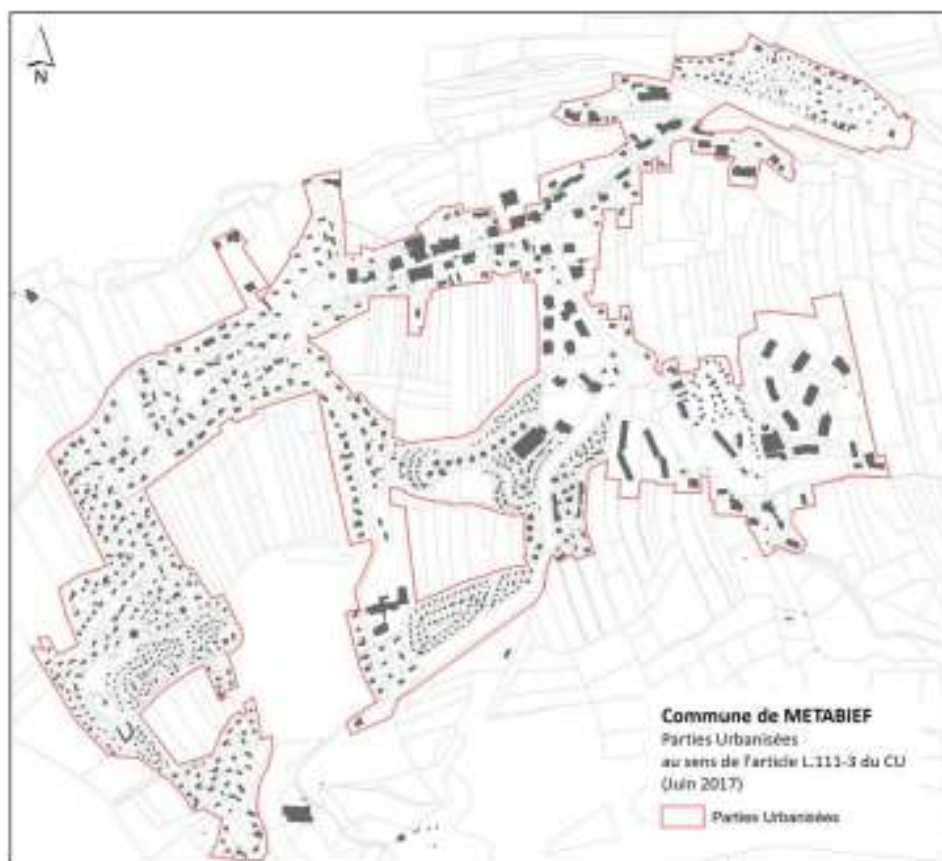 N
Commune de METABIEF
Parties Urbanisées
au sens de l'article L.111-3 du CU
(Juin 2017)
Parties Urbanisées